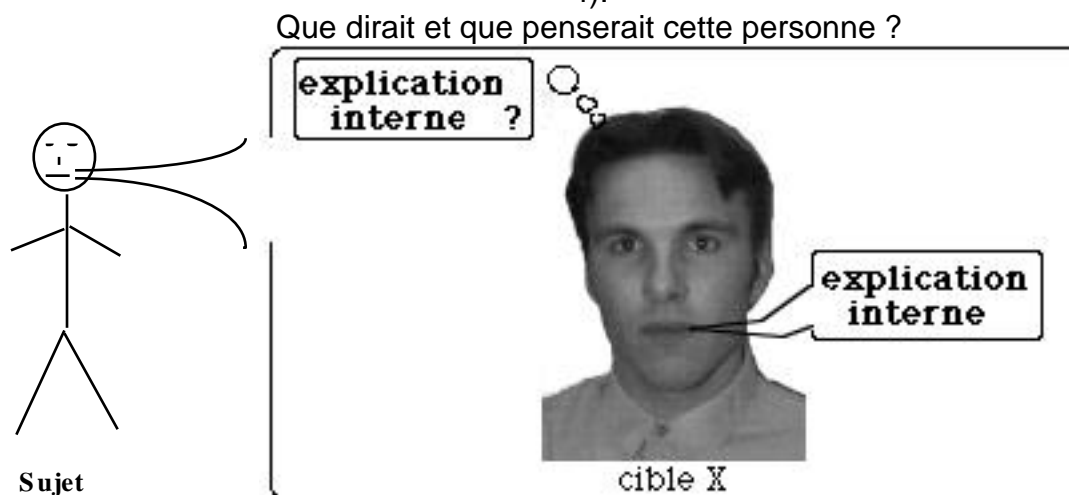 Que dirait et que penserait cette personne ?
explication
interne ?
explication
interne
cible X
Sujet